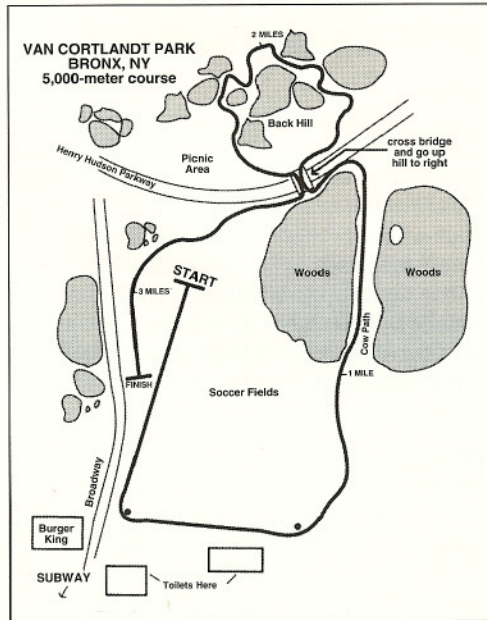 VAN CORTLANDT PARK
BRONX, NY
5,000-meter course
2 MILES
Back Hill
cross bridge
and go up
hill to right
Henry Hudson Parkway
Picnic
Area
START
3 MILES
Woods
Woods
Cow Path
1 MILE
FINISH
Soccer Fields
Broadway
Burger
King
SUBWAY
Toilets Here